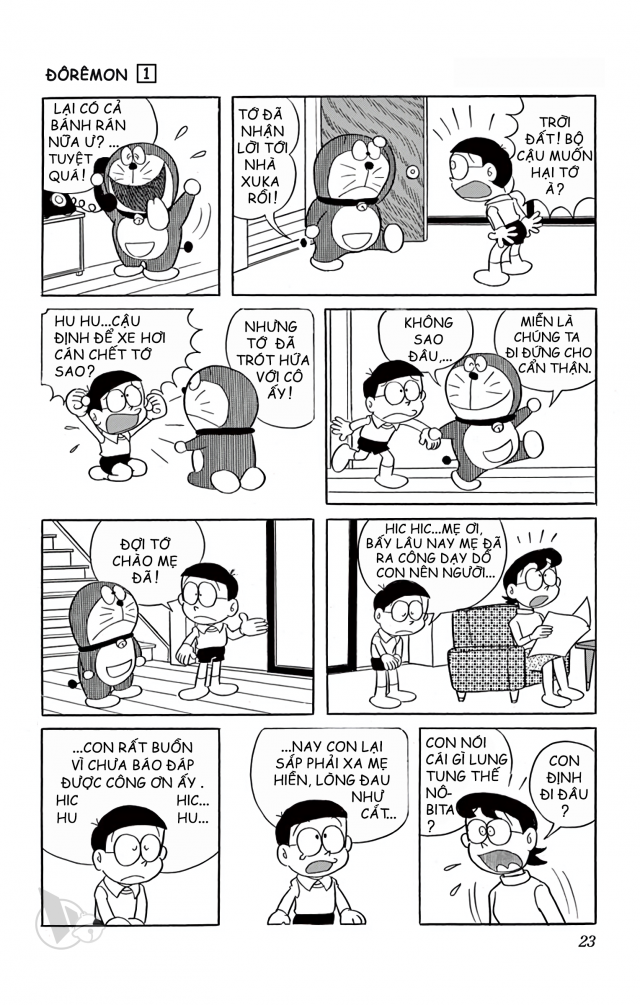 ĐÔRÊMON 1
LẠI CÓ CẢ
BÁNH RÁN
NỮA Ư? ...
TUYỆT
QUÁ!
TỚ ĐÃ
NHẬN
LỜI TỚI
NHÀ
XUKA
RỒI!
TRỜI
ĐẤT! BỘ
CẬU MUỐN
HẠI TỚ
À?
HU HU...CẬU
ĐỊNH ĐỂ XE HƠI
CÁN CHẾT TỚ
SAO?
NHƯNG
TỚ ĐÃ
TRÓT HỨA
VỚI CÔ
ẤY!
KHÔNG
SAO
ĐÂU,...
MIỄN LÀ
CHÚNG TA
ĐI ĐỨNG CHO
CẨN THẬN.
ĐỢI TỚ
CHÀO MẸ
ĐÃ!
HIC HIC...MẸ ƠI,
BẤY LÂU NAY MẸ ĐÃ
RA CÔNG DẠY DỖ
CON NÊN NGƯỜI...
...CON RẤT BUỒN
VÌ CHƯA BÁO ĐÁP
ĐƯỢC CÔNG ƠN ẤY.
HIC HIC...
HU HU...
...NAY CON LẠI
SẮP PHẢI XA MẸ
HIỀN, LÒNG ĐAU
NHƯ
CẮT...
CON NÓI
CÁI GÌ LUNG
TUNG THẾ
NÔ-
BITA
?
CON
ĐỊNH
ĐI ĐÂU?
23